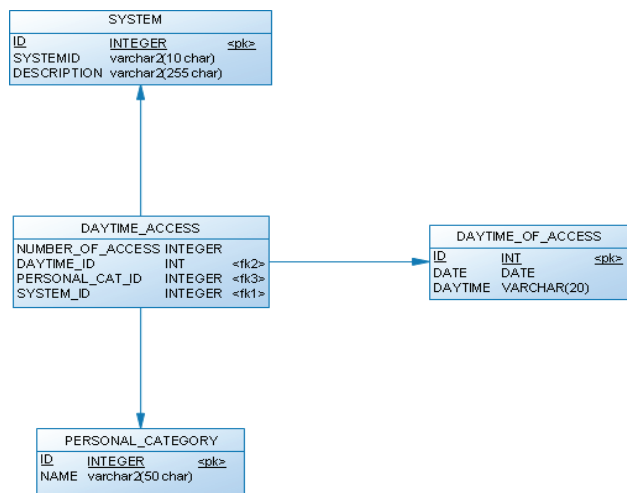 SYSTEM
ID INTEGER <pk>
SYSTEMID varchar2(10 char)
DESCRIPTION varchar2(255 char)
DAYTIME_ACCESS
NUMBER_OF_ACCESS INTEGER
DAYTIME_ID INT <fk2>
PERSONAL_CAT_ID INTEGER <fk3>
SYSTEM_ID INTEGER <fk1>
DAYTIME_OF_ACCESS
ID INT <pk>
DATE DATE
DAYTIME VARCHAR(20)
PERSONAL_CATEGORY
ID INTEGER <pk>
NAME varchar2(50 char)